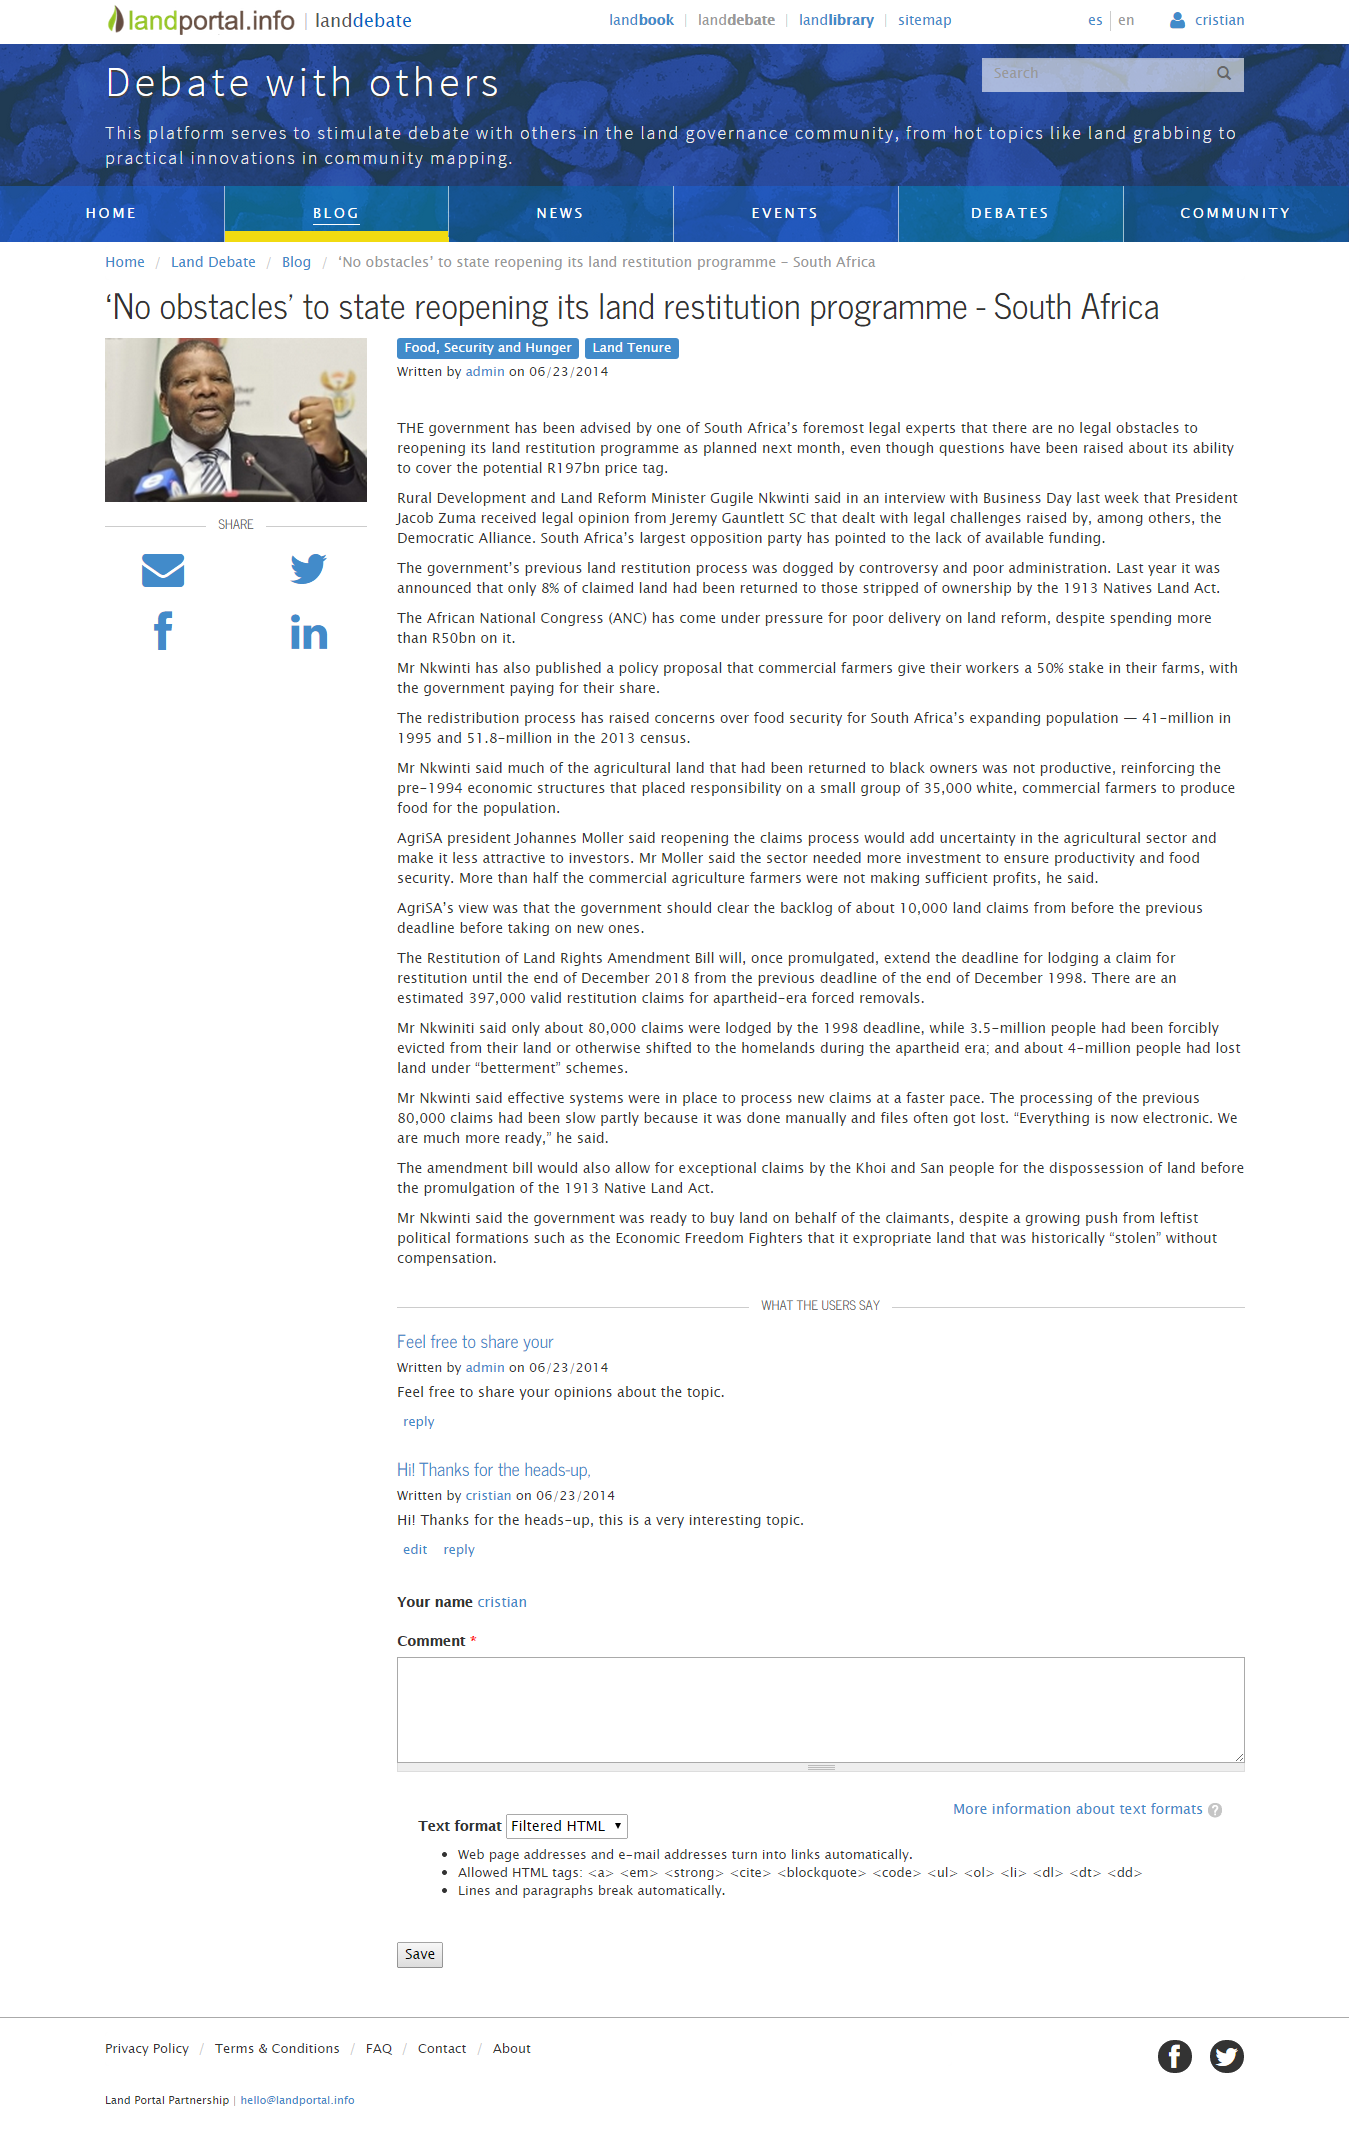 landportal.info | landdebate
landbook | landdebate | landlibrary | sitemap
es | en
cristian
Debate with others
Search
This platform serves to stimulate debate with others in the land governance community, from hot topics like land grabbing to
practical innovations in community mapping.
HOME
BLOG
NEWS
EVENTS
DEBATES
COMMUNITY
Home / Land Debate / Blog / ‘No obstacles’ to state reopening its land restitution programme – South Africa
‘No obstacles’ to state reopening its land restitution programme - South Africa
Food, Security and Hunger
Land Tenure
Written by admin on 06/23/2014
SHARE
THE government has been advised by one of South Africa’s foremost legal experts that there are no legal obstacles to
reopening its land restitution programme as planned next month, even though questions have been raised about its ability
to cover the potential R197bn price tag.
Rural Development and Land Reform Minister Gugile Nkwinti said in an interview with Business Day last week that President
Jacob Zuma received legal opinion from Jeremy Gauntlett SC that dealt with legal challenges raised by, among others, the
Democratic Alliance. South Africa’s largest opposition party has pointed to the lack of available funding.
The government’s previous land restitution process was dogged by controversy and poor administration. Last year it was
announced that only 8% of claimed land had been returned to those stripped of ownership by the 1913 Natives Land Act.
The African National Congress (ANC) has come under pressure for poor delivery on land reform, despite spending more
than R50bn on it.
Mr Nkwinti has also published a policy proposal that commercial farmers give their workers a 50% stake in their farms, with
the government paying for their share.
The redistribution process has raised concerns over food security for South Africa’s expanding population — 41-million in
1995 and 51.8-million in the 2013 census.
Mr Nkwinti said much of the agricultural land that had been returned to black owners was not productive, reinforcing the
pre-1994 economic structures that placed responsibility on a small group of 35,000 white, commercial farmers to produce
food for the population.
AgriSA president Johannes Moller said reopening the claims process would add uncertainty in the agricultural sector and
make it less attractive to investors. Mr Moller said the sector needed more investment to ensure productivity and food
security. More than half the commercial agriculture farmers were not making sufficient profits, he said.
AgriSA’s view was that the government should clear the backlog of about 10,000 land claims from before the previous
deadline before taking on new ones.
The Restitution of Land Rights Amendment Bill will, once promulgated, extend the deadline for lodging a claim for
restitution until the end of December 2018 from the previous deadline of the end of December 1998. There are an
estimated 397,000 valid restitution claims for apartheid-era forced removals.
Mr Nkwiniti said only about 80,000 claims were lodged by the 1998 deadline, while 3.5-million people had been forcibly
evicted from their land or otherwise shifted to the homelands during the apartheid era; and about 4-million people had lost
land under “betterment” schemes.
Mr Nkwinti said effective systems were in place to process new claims at a faster pace. The processing of the previous
80,000 claims had been slow partly because it was done manually and files often got lost. “Everything is now electronic. We
are much more ready,” he said.
The amendment bill would also allow for exceptional claims by the Khoi and San people for the dispossession of land before
the promulgation of the 1913 Native Land Act.
Mr Nkwinti said the government was ready to buy land on behalf of the claimants, despite a growing push from leftist
political formations such as the Economic Freedom Fighters that it expropriate land that was historically “stolen” without
compensation.
WHAT THE USERS SAY
Feel free to share your
Written by admin on 06/23/2014
Feel free to share your opinions about the topic.
reply
Hi! Thanks for the heads-up,
Written by cristian on 06/23/2014
Hi! Thanks for the heads-up, this is a very interesting topic.
edit reply
Your name cristian
Comment *
More information about text formats ?
Text format Filtered HTML
• Web page addresses and e-mail addresses turn into links automatically.
• Allowed HTML tags: <a> <em> <strong> <cite> <blockquote> <code> <ul> <ol> <li> <dl> <dt> <dd>
• Lines and paragraphs break automatically.
Save
Privacy Policy / Terms & Conditions / FAQ / Contact / About
Land Portal Partnership | hello@landportal.info